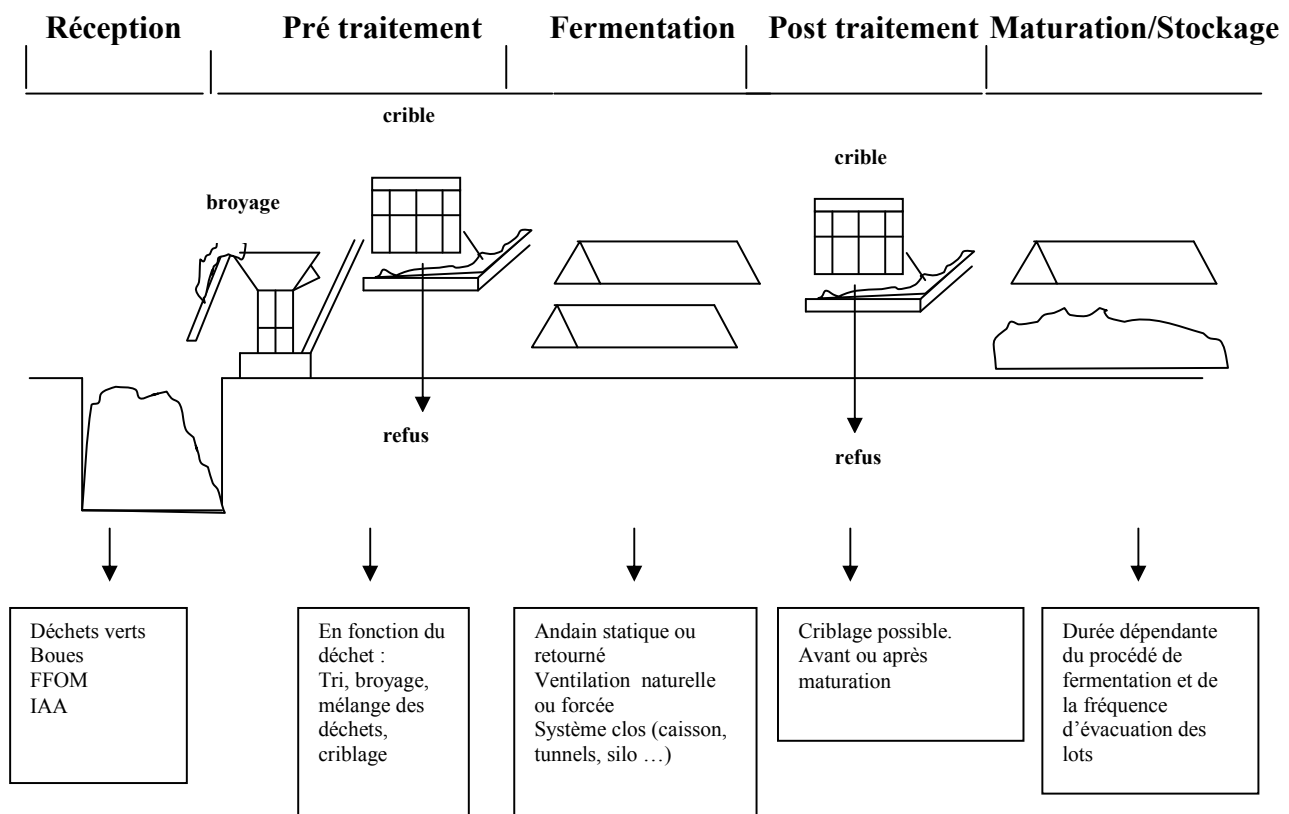 Réception Pré traitement Fermentation Post traitement Maturation/Stockage
crible
crible
broyage
refus
refus
Déchets verts
Boues
FFOM
IAA
En fonction du
déchet :
Tri, broyage,
mélange des
déchets,
criblage
Andain statique ou
retourné
Ventilation naturelle
ou forcée
Système clos (caisson,
tunnels, silo …)
Criblage possible.
Avant ou après
maturation
Durée dépendante
du procédé de
fermentation et de
la fréquence
d’évacuation des
lots